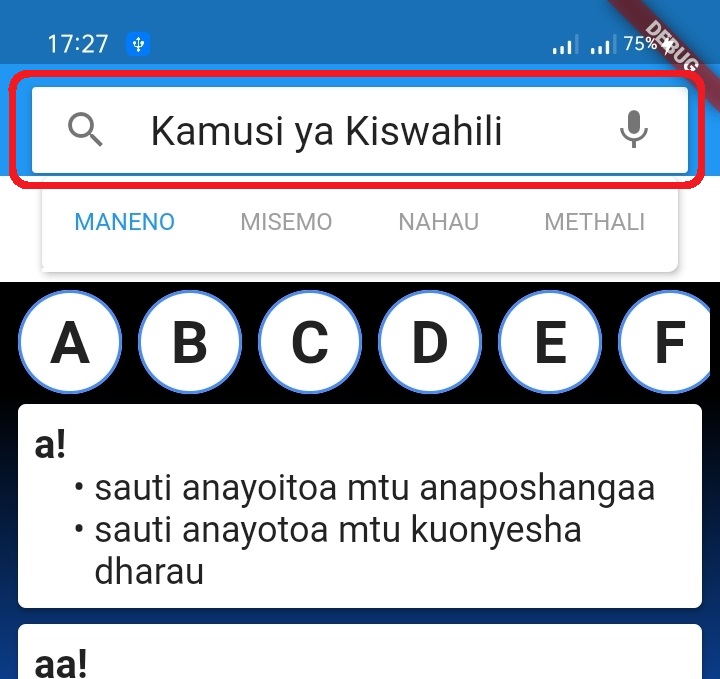 17:27
75%
DEBUG
Kamusi ya Kiswahili
MANENO MISEMO NAHAU METHALI
A B C D E F
a!
• sauti anayoitoa mtu anaposhangaa
• sauti anayotoa mtu kuonyesha
dharau
aa!